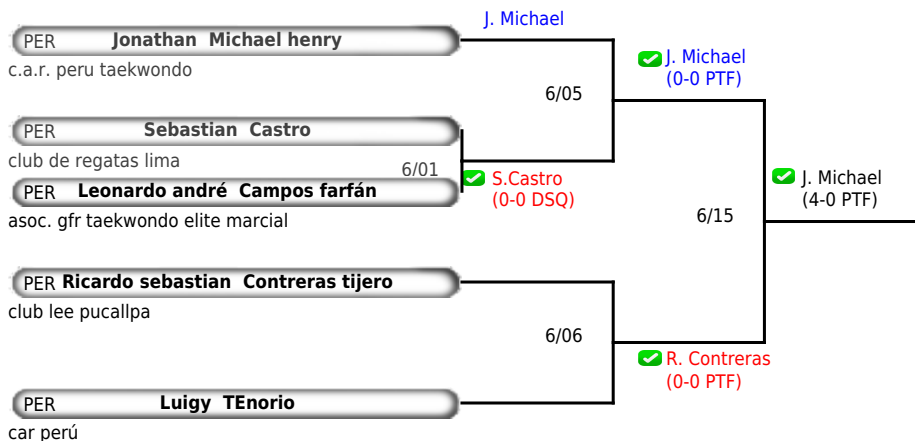 J. Michael
PER Jonathan Michael henry
c.a.r. peru taekwondo
J. Michael
(0-0 PTF)
6/05
PER Sebastian Castro
club de regatas lima
6/01
S.Castro
(0-0 DSQ)
PER Leonardo andré Campos farfán
asoc. gfr taekwondo elite marcial
J. Michael
(4-0 PTF)
6/15
PER Ricardo sebastian Contreras tijero
club lee pucallpa
6/06
R. Contreras
(0-0 PTF)
PER Luigy TEnorio
car perú